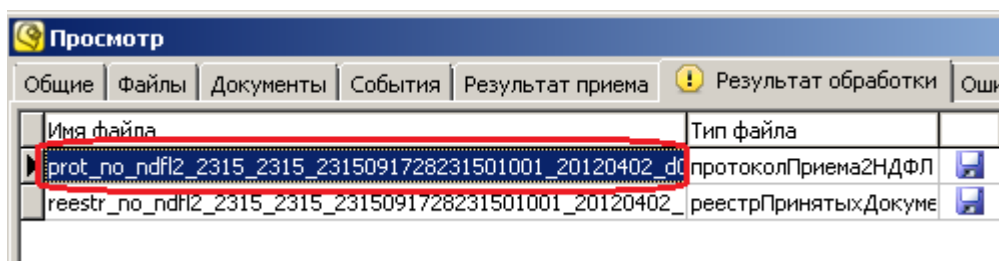 Просмотр
Общие Файлы Документы События Результат приема Результат обработки Оши
Имя файла Тип файла
prot_no_ndfl2_2315_2315_2315091728231501001_20120402_d0 протоколПриема2НДФЛ
reestr_no_ndfl2_2315_2315_2315091728231501001_20120402_ реестрПринятыхДокуме